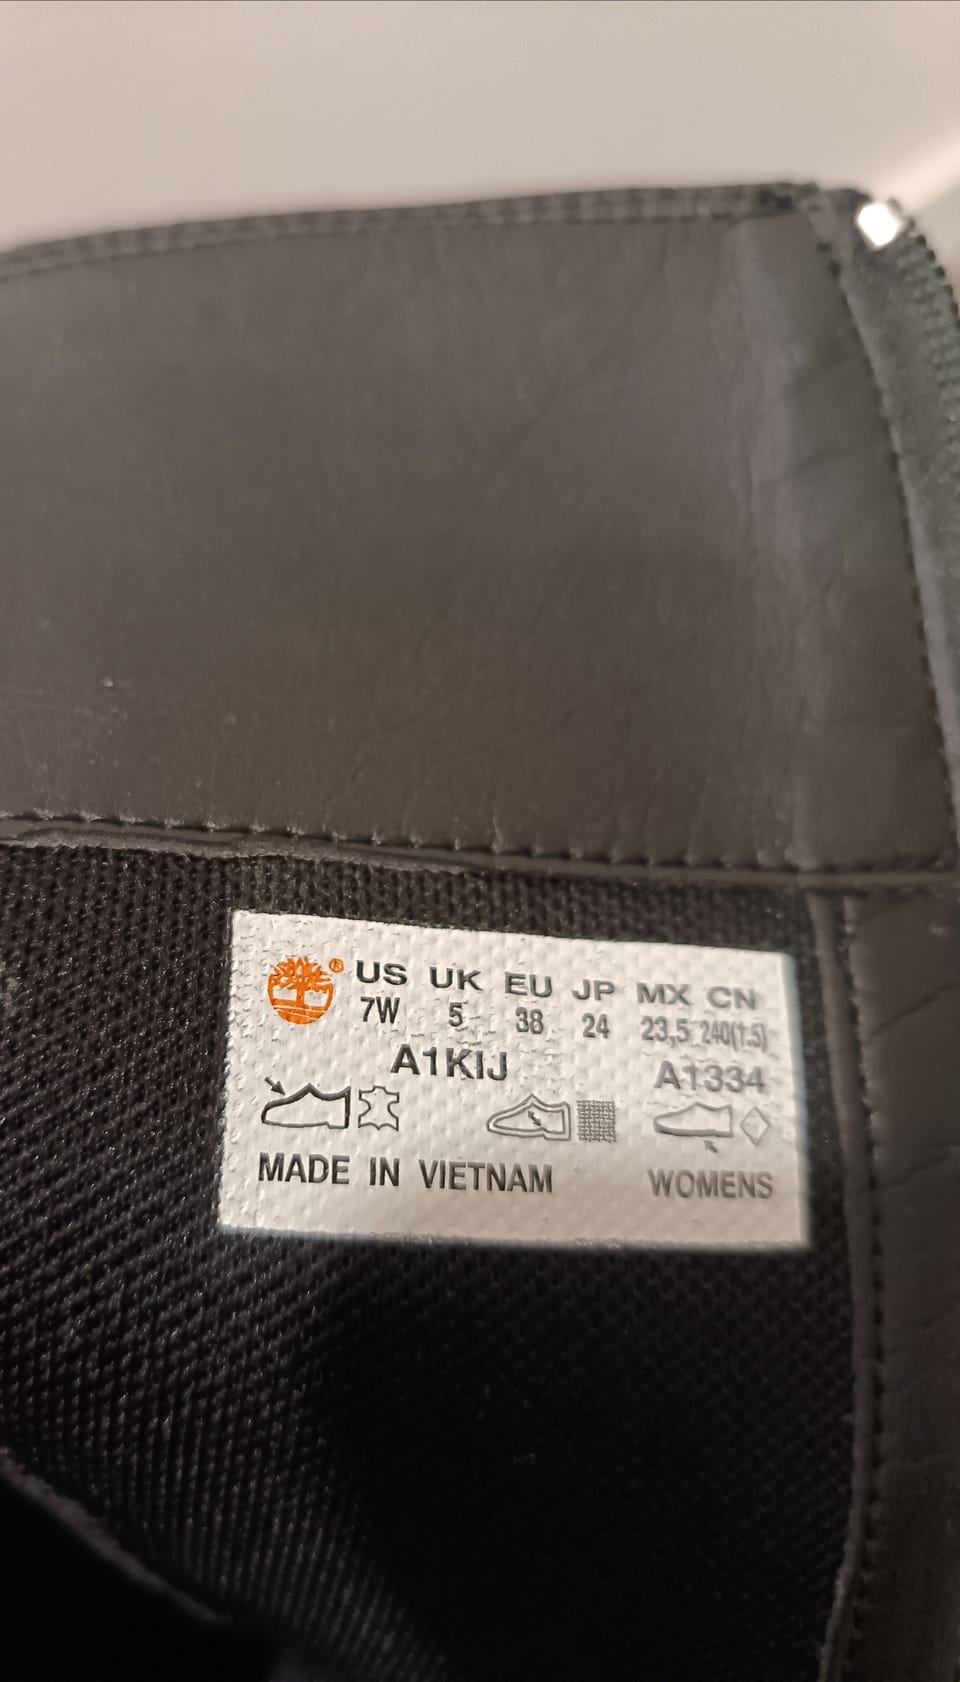 ® US UK EU JP MX CN
7W 5 38 24 23,5 240(1.5)
A1KIJ A1334
MADE IN VIETNAM WOMENS